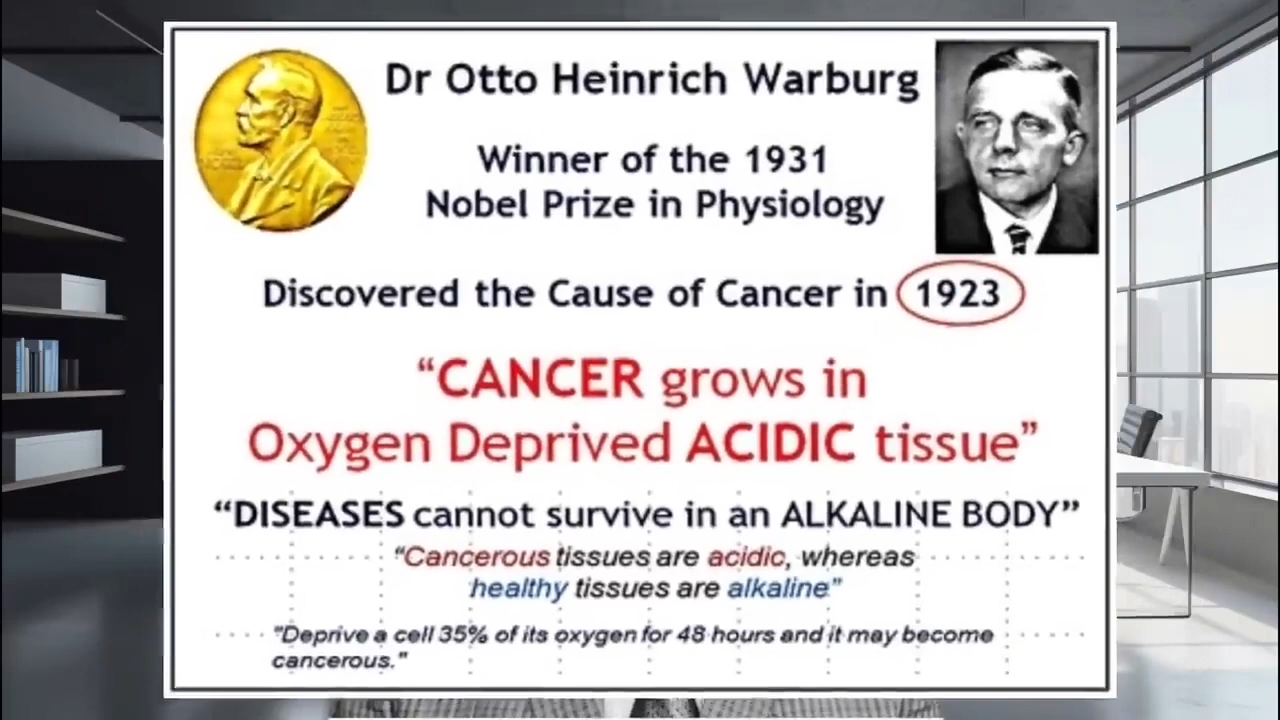 Dr Otto Heinrich Warburg
Winner of the 1931
Nobel Prize in Physiology
Discovered the Cause of Cancer in 1923
“CANCER grows in
Oxygen Deprived ACIDIC tissue”
“DISEASES cannot survive in an ALKALINE BODY”
“Cancerous tissues are acidic, whereas
healthy tissues are alkaline”
"Deprive a cell 35% of its oxygen for 48 hours and it may become
cancerous."